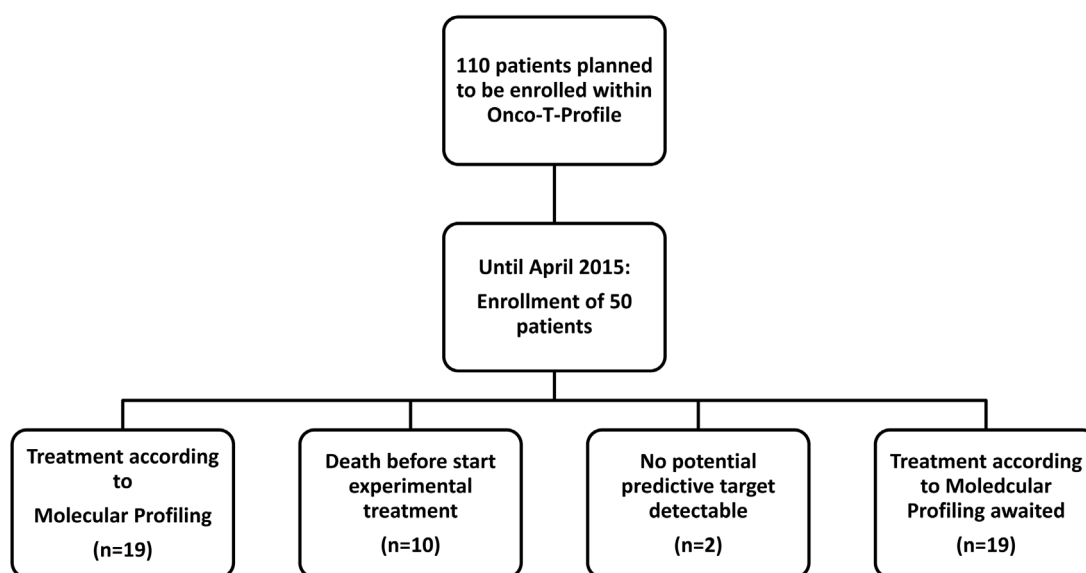 110 patients planned
to be enrolled within
Onco-T-Profile
Until April 2015:
Enrollment of 50
patients
Treatment according
to
Molecular Profiling
(n=19)
Death before start
experimental
treatment
(n=10)
No potential
predictive target
detectable
(n=2)
Treatment according
to Moledcular
Profiling awaited
(n=19)